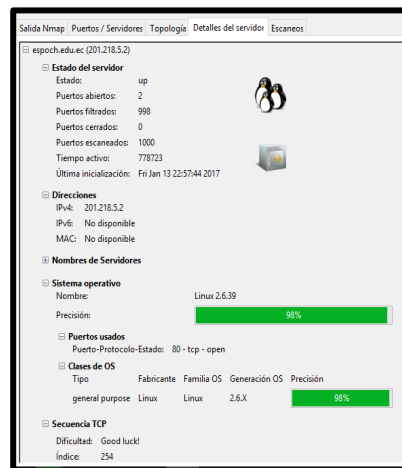 Salida Nmap Puertos / Servidores Topología Detalles del servidor Escaneos
espoch.edu.ec (201.218.5.2)
Estado del servidor
Estado: up
Puertos abiertos: 2
Puertos filtrados: 998
Puertos cerrados: 0
Puertos escaneados: 1000
Tiempo activo: 778723
Última inicialización: Fri Jan 13 22:57:44 2017
Direcciones
IPv4: 201.218.5.2
IPv6: No disponible
MAC: No disponible
Nombres de Servidores
Sistema operativo
Nombre: Linux 2.6.39
Precisión: 98%
Puertos usados
Puerto-Protocolo-Estado: 80 - tcp - open
Clases de OS
Tipo Fabricante Familia OS Generación OS Precisión
general purpose Linux Linux 2.6.X 98%
Secuencia TCP
Dificultad: Good luck!
Índice: 254